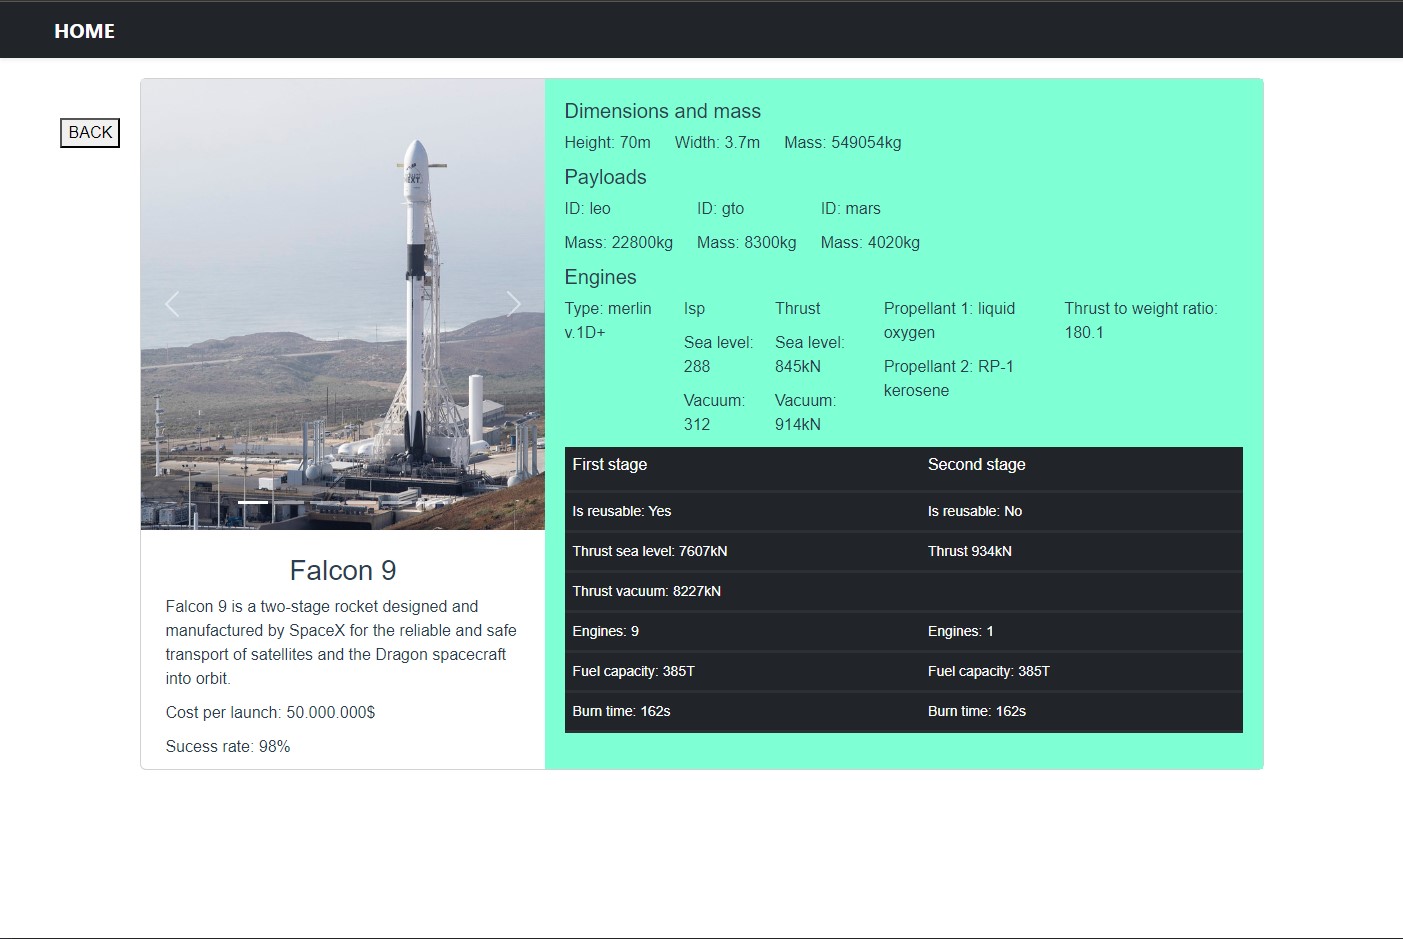 HOME
BACK
Falcon 9
Falcon 9 is a two-stage rocket designed and
manufactured by SpaceX for the reliable and safe
transport of satellites and the Dragon spacecraft
into orbit.
Cost per launch: 50.000.000$
Sucess rate: 98%
Dimensions and mass
Height: 70m Width: 3.7m Mass: 549054kg
Payloads
ID: leo ID: gto ID: mars
Mass: 22800kg Mass: 8300kg Mass: 4020kg
Engines
Type: merlin
v.1D+
Isp
Sea level:
288
Vacuum:
312
Thrust
Sea level:
845kN
Vacuum:
914kN
Propellant 1: liquid
oxygen
Propellant 2: RP-1
kerosene
Thrust to weight ratio:
180.1
First stage Second stage
Is reusable: Yes Is reusable: No
Thrust sea level: 7607kN Thrust 934kN
Thrust vacuum: 8227kN
Engines: 9 Engines: 1
Fuel capacity: 385T Fuel capacity: 385T
Burn time: 162s Burn time: 162s